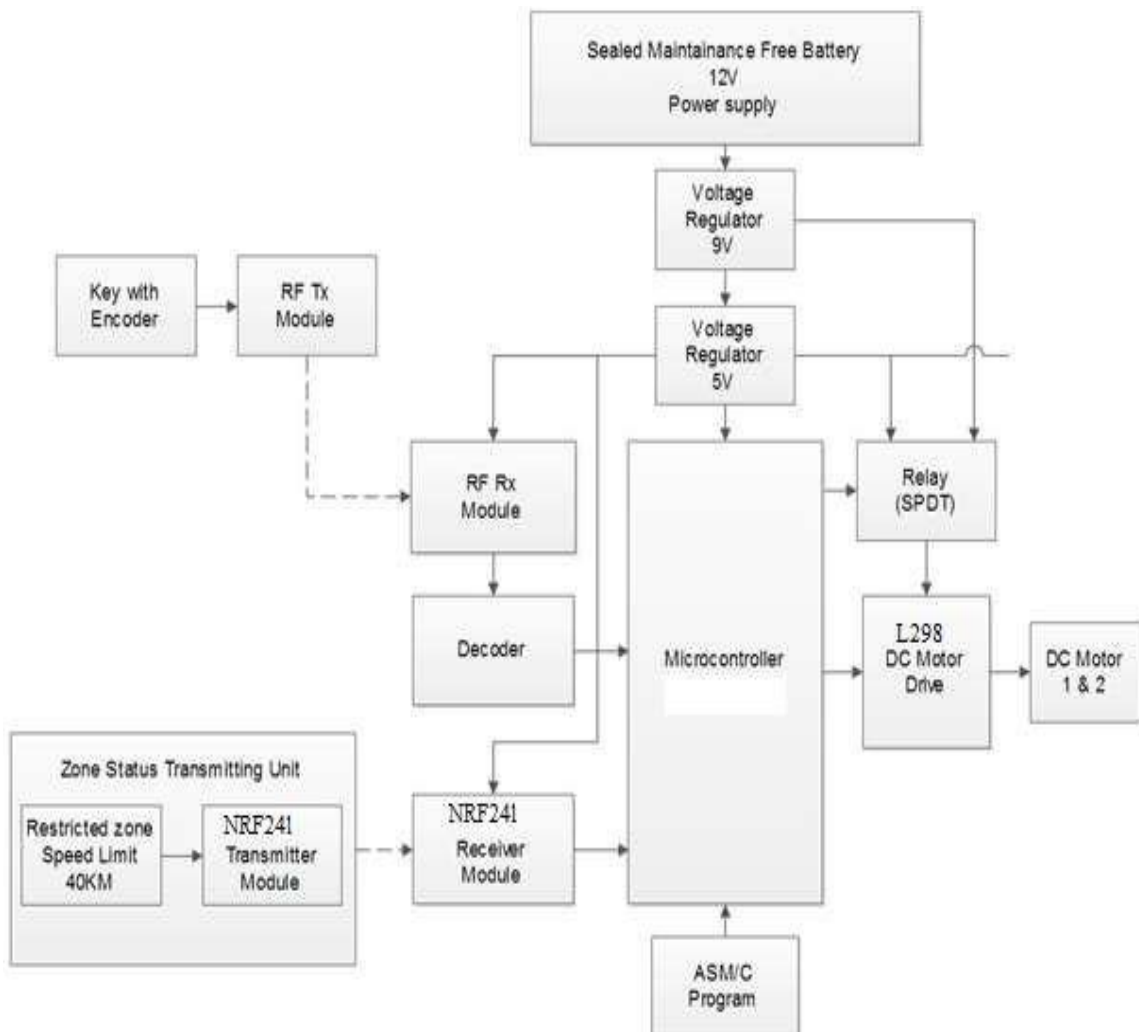 Sealed Maintainance Free Battery
12V
Power supply
Voltage
Regulator
9V
Key with
Encoder
RF Tx
Module
Voltage
Regulator
5V
RF Rx
Module
Relay
(SPDT)
Decoder
Microcontroller
L298
DC Motor
Drive
DC Motor
1 & 2
Zone Status Transmitting Unit
Restricted zone
Speed Limit
40KM
NRF241
Transmitter
Module
NRF241
Receiver
Module
ASM/C
Program